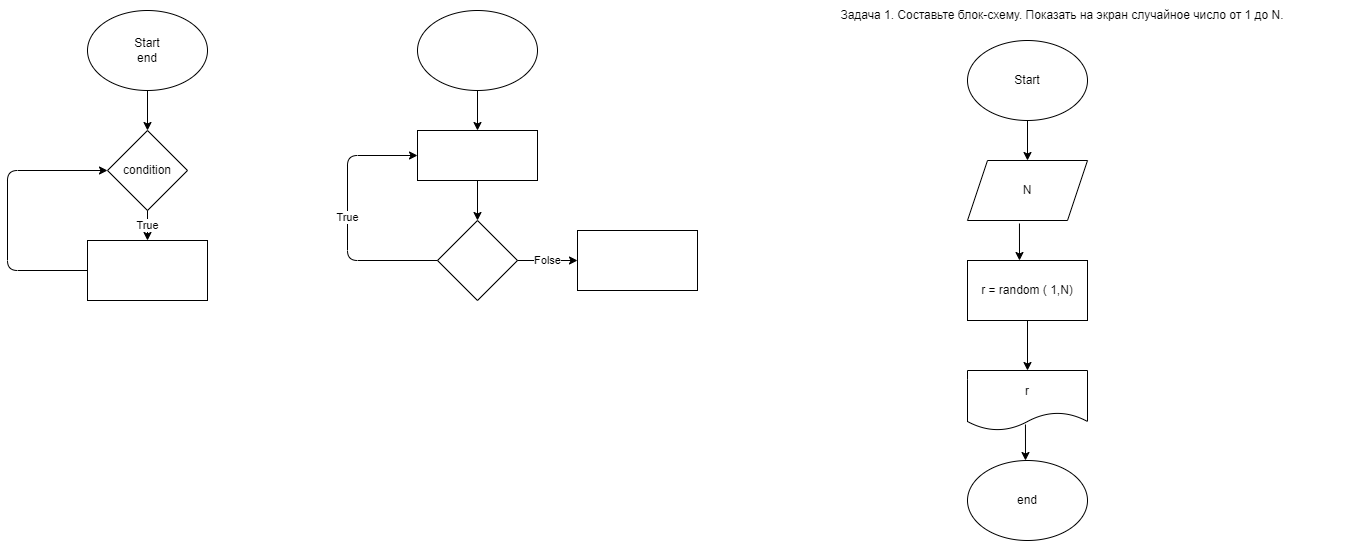 Start
end
condition
True
True
Folse
Задача 1. Составьте блок-схему. Показать на экран случайное число от 1 до N.
Start
N
r = random ( 1,N)
r
end